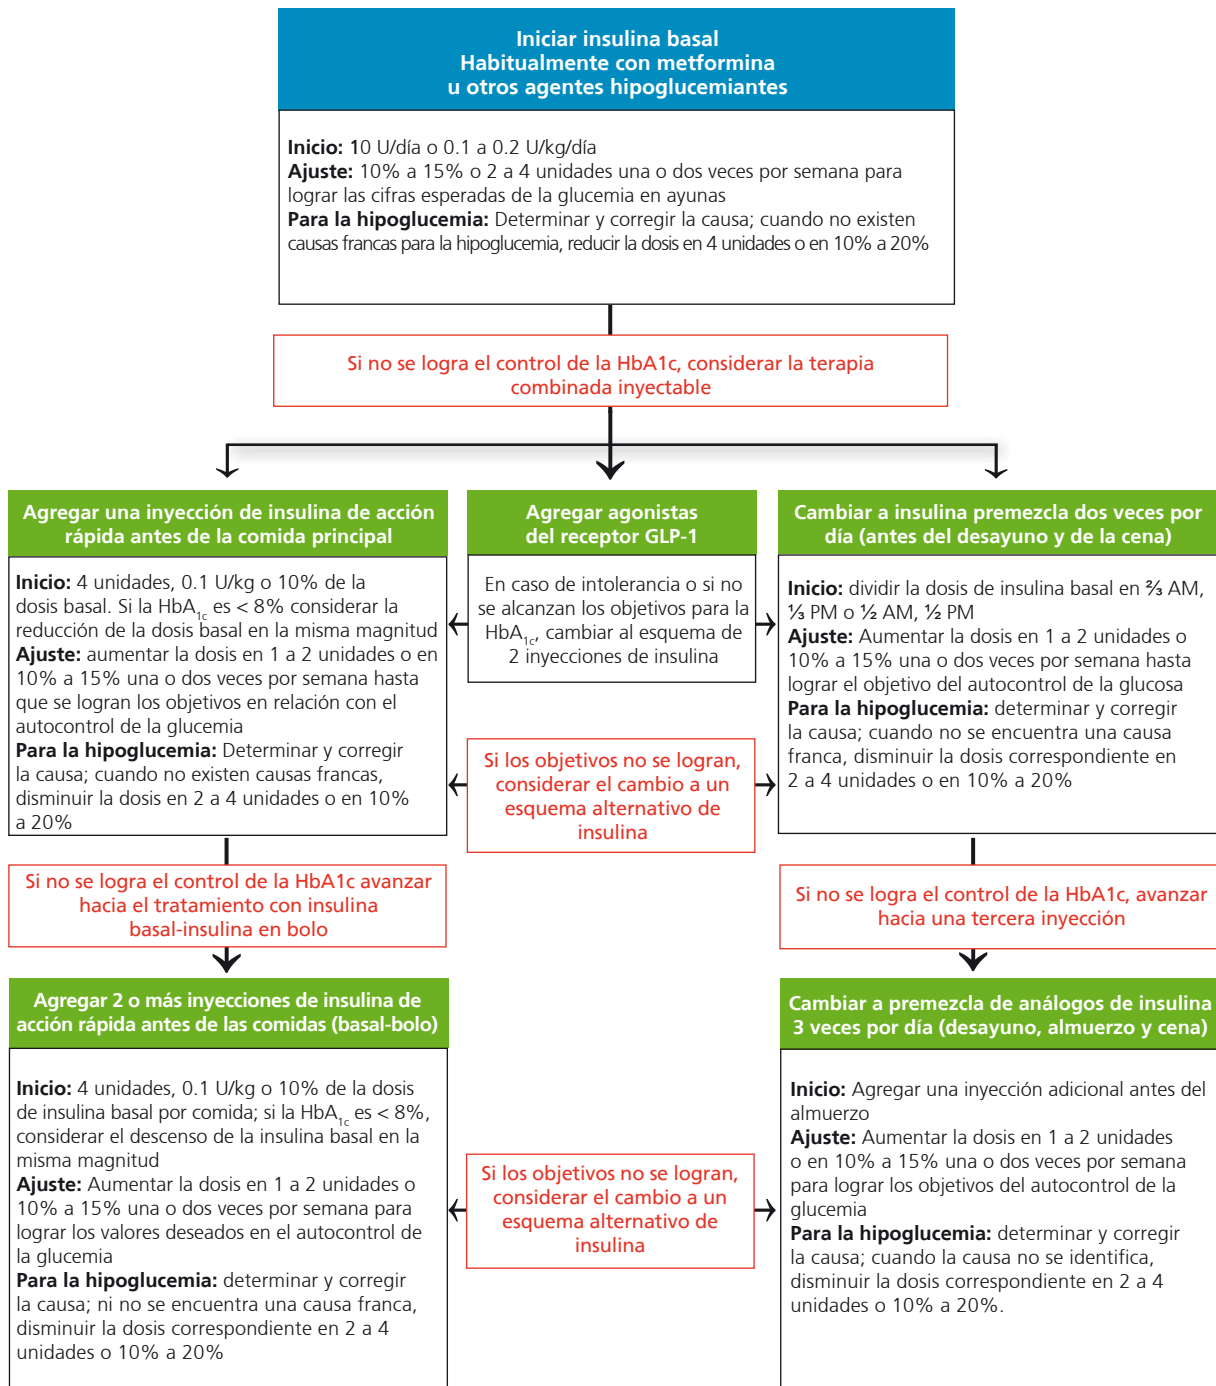 Iniciar insulina basal
Habitualmente con metformina
u otros agentes hipoglucemiantes
Inicio: 10 U/día o 0.1 a 0.2 U/kg/día
Ajuste: 10% a 15% o 2 a 4 unidades una o dos veces por semana para
lograr las cifras esperadas de la glucemia en ayunas
Para la hipoglucemia: Determinar y corregir la causa; cuando no existen
causas francas para la hipoglucemia, reducir la dosis en 4 unidades o en 10% a 20%
Si no se logra el control de la HbA1c, considerar la terapia
combinada inyectable
Agregar una inyección de insulina de acción
rápida antes de la comida principal
Inicio: 4 unidades, 0.1 U/kg o 10% de la
dosis basal. Si la HbA1c es < 8% considerar la
reducción de la dosis basal en la misma magnitud
Ajuste: aumentar la dosis en 1 a 2 unidades o en
10% a 15% una o dos veces por semana hasta
que se logran los objetivos en relación con el
autocontrol de la glucemia
Para la hipoglucemia: Determinar y corregir
la causa; cuando no existen causas francas,
disminuir la dosis en 2 a 4 unidades o en 10%
a 20%
Agregar agonistas
del receptor GLP-1
En caso de intolerancia o si no
se alcanzan los objetivos para la
HbA1c, cambiar al esquema de
2 inyecciones de insulina
Cambiar a insulina premezcla dos veces por
día (antes del desayuno y de la cena)
Inicio: dividir la dosis de insulina basal en ⅔ AM,
⅓ PM o ½ AM, ½ PM
Ajuste: Aumentar la dosis en 1 a 2 unidades o
10% a 15% una o dos veces por semana hasta
lograr el objetivo del autocontrol de la glucosa
Para la hipoglucemia: determinar y corregir
la causa; cuando no se encuentra una causa
franca, disminuir la dosis correspondiente en
2 a 4 unidades o en 10% a 20%
Si los objetivos no se logran,
considerar el cambio a un
esquema alternativo de
insulina
Si no se logra el control de la HbA1c avanzar
hacia el tratamiento con insulina
basal-insulina en bolo
Si no se logra el control de la HbA1c, avanzar
hacia una tercera inyección
Agregar 2 o más inyecciones de insulina de
acción rápida antes de las comidas (basal-bolo)
Inicio: 4 unidades, 0.1 U/kg o 10% de la dosis
de insulina basal por comida; si la HbA1c es < 8%,
considerar el descenso de la insulina basal en la
misma magnitud
Ajuste: Aumentar la dosis en 1 a 2 unidades o
10% a 15% una o dos veces por semana para
lograr los valores deseados en el autocontrol de
la glucemia
Para la hipoglucemia: determinar y corregir
la causa; ni no se encuentra una causa franca,
disminuir la dosis correspondiente en 2 a 4
unidades o 10% a 20%
Si los objetivos no se logran,
considerar el cambio a un
esquema alternativo de
insulina
Cambiar a premezcla de análogos de insulina
3 veces por día (desayuno, almuerzo y cena)
Inicio: Agregar una inyección adicional antes del
almuerzo
Ajuste: Aumentar la dosis en 1 a 2 unidades
o en 10% a 15% una o dos veces por semana
para lograr los objetivos del autocontrol de la
glucemia
Para la hipoglucemia: determinar y corregir
la causa; cuando la causa no se identifica,
disminuir la dosis correspondiente en 2 a 4
unidades o 10% a 20%.